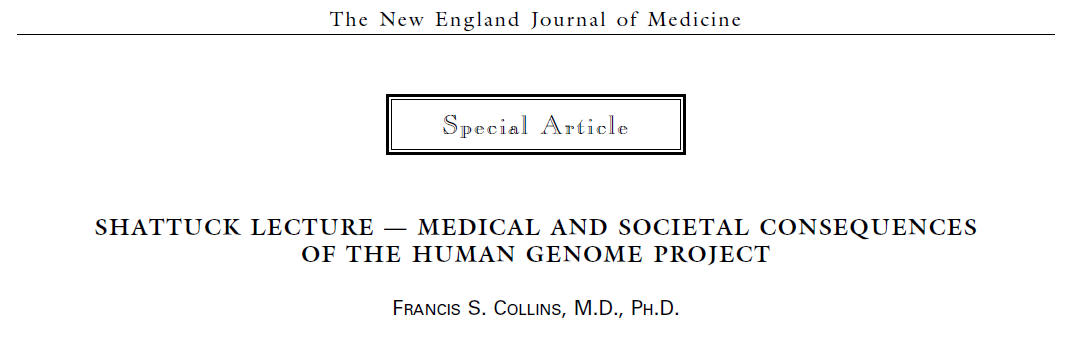 The New England Journal of Medicine
Special Article
SHATTUCK LECTURE — MEDICAL AND SOCIETAL CONSEQUENCES
OF THE HUMAN GENOME PROJECT
FRANCIS S. COLLINS, M.D., PH.D.